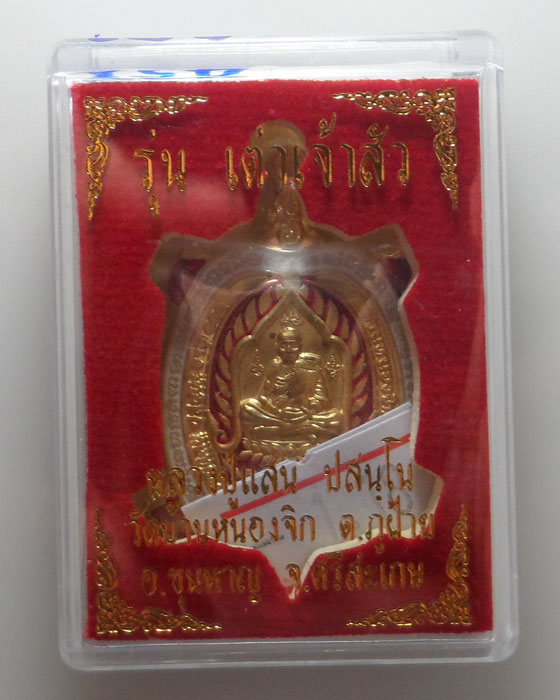 รุ่น เต่าเจ้าสัว
หลวงปู่แสน ปสนฺโน
วัดบ้านหนองจิก ต.ภูฝ้าย
อ.ขุนหาญ จ.ศรีสะเกษ